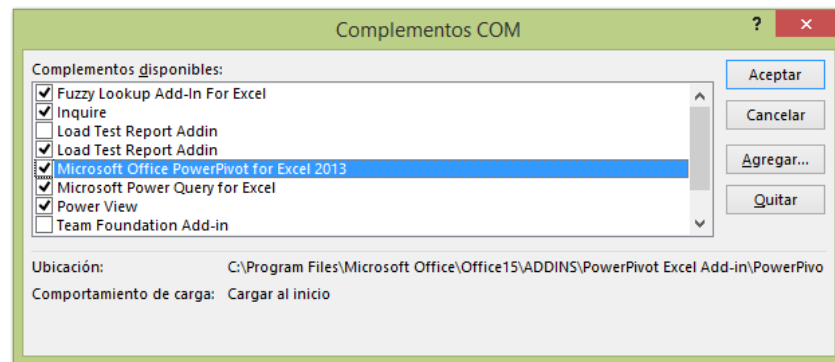 Complementos COM
?
Complementos disponibles:
Fuzzy Lookup Add-In For Excel
Inquire
Load Test Report Addin
Load Test Report Addin
Microsoft Office PowerPivot for Excel 2013
Microsoft Power Query for Excel
Power View
Team Foundation Add-in
Aceptar
Cancelar
Agregar...
Quitar
Ubicación: C:\Program Files\Microsoft Office\Office15\ADDINS\PowerPivot Excel Add-in\PowerPivo
Comportamiento de carga: Cargar al inicio